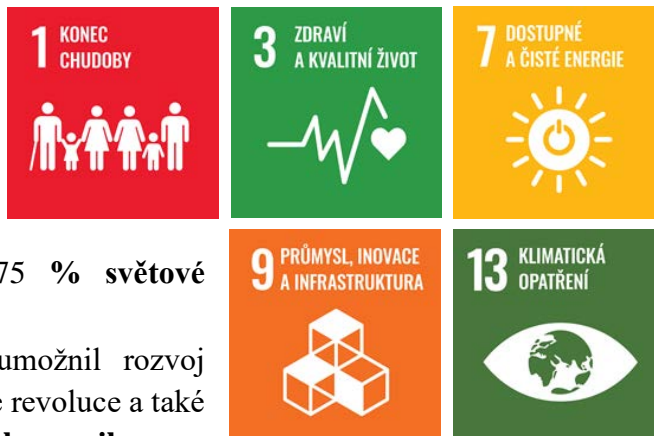 1 KONEC
CHUDOBY
3 ZDRAVÍ
A KVALITNÍ ŽIVOT
7 DOSTUPNÉ
A ČISTÉ ENERGIE
9 PRŮMYSL, INOVACE
A INFRASTRUKTURA
13 KLIMATICKÁ
OPATŘENÍ
75 % světové
umožnil rozvoj
revoluce a také